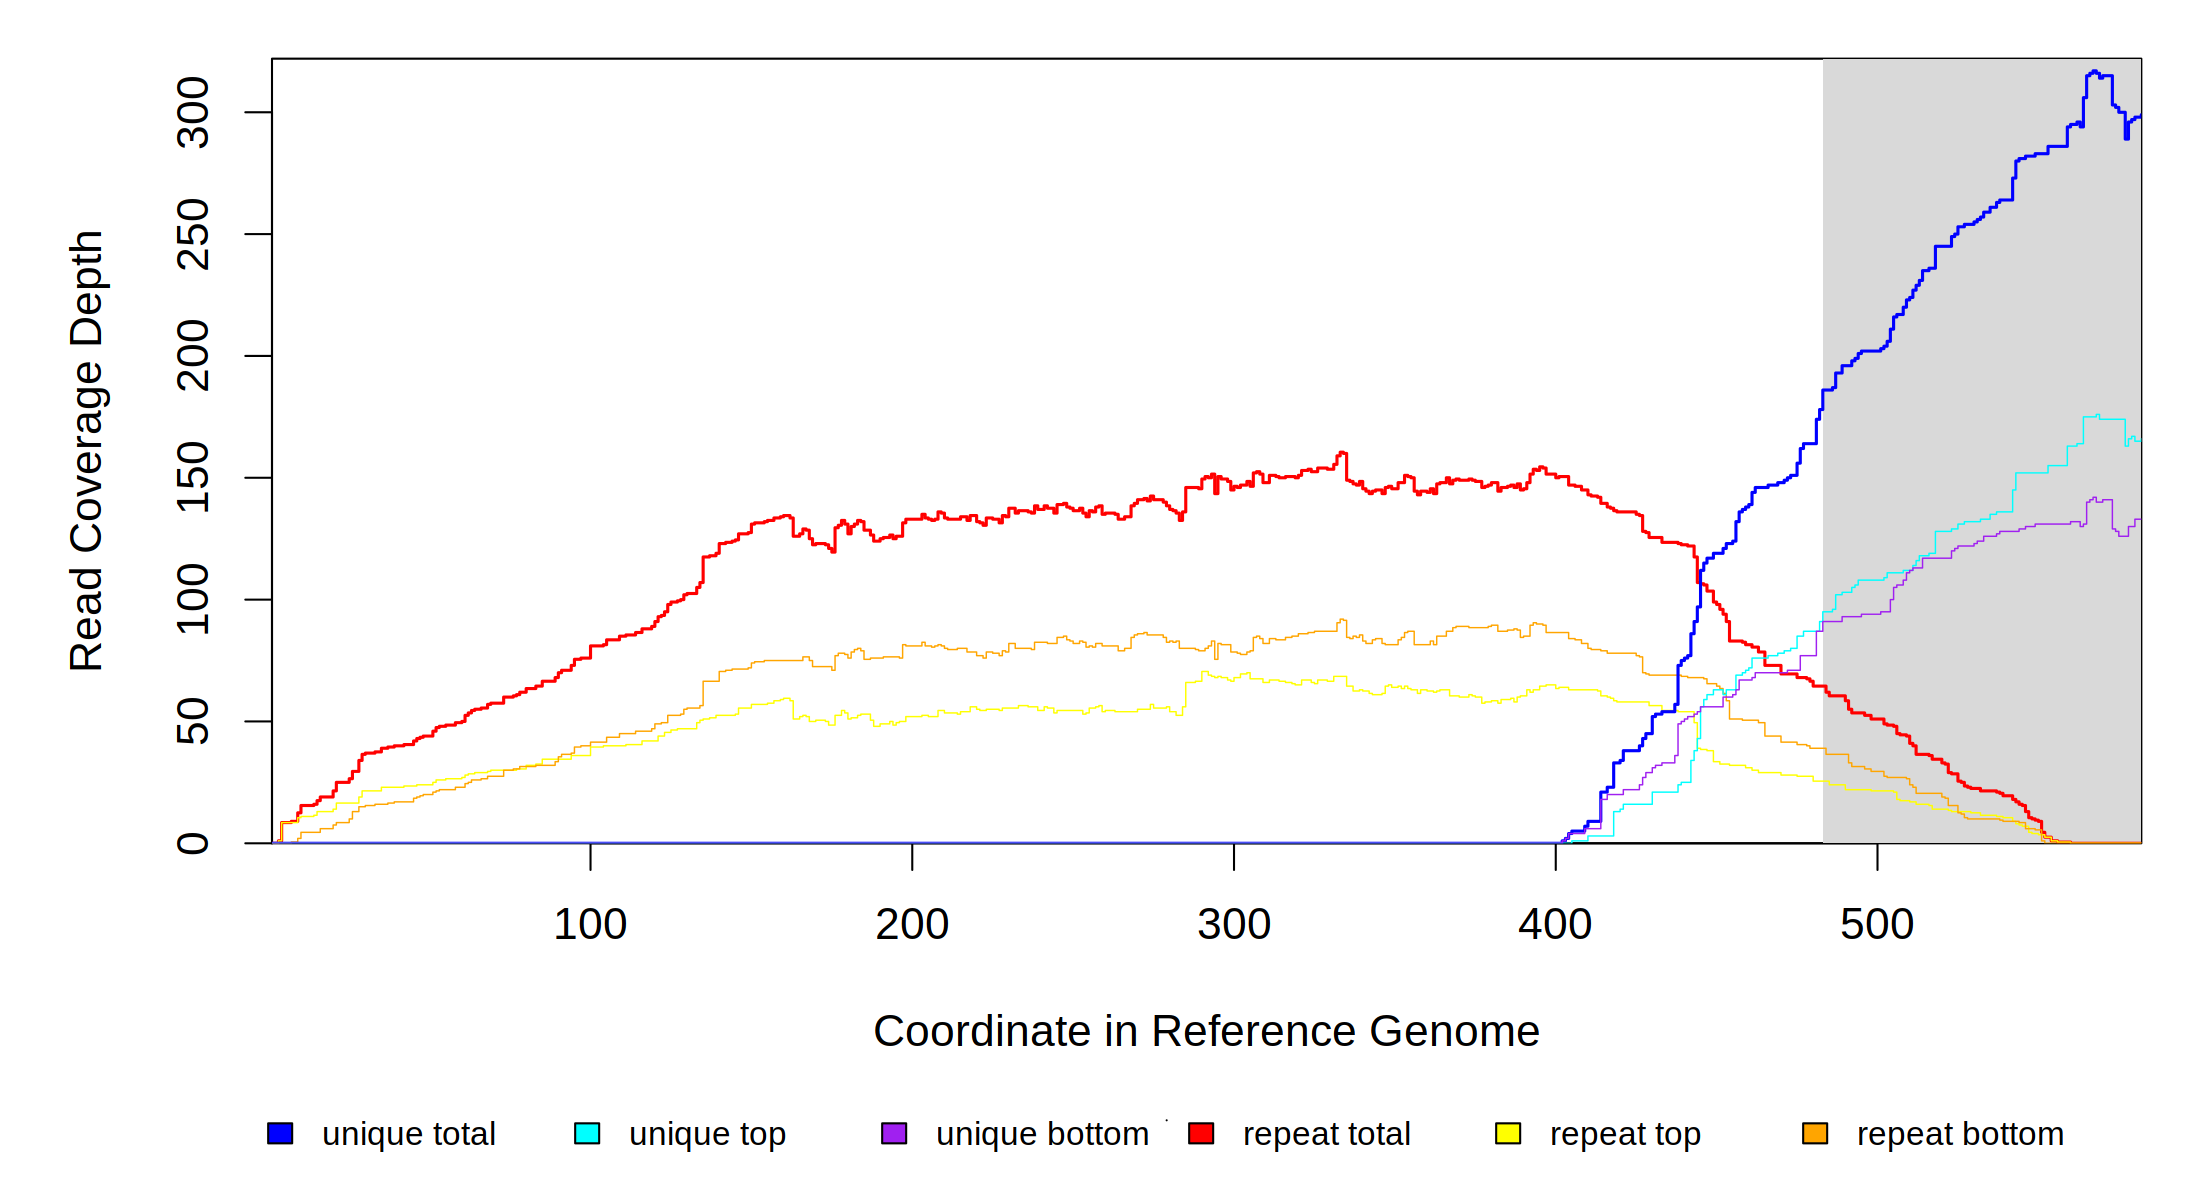 Read Coverage Depth
300
250
200
150
100
50
0
100 200 300 400 500
Coordinate in Reference Genome
unique total unique top unique bottom repeat total repeat top repeat bottom